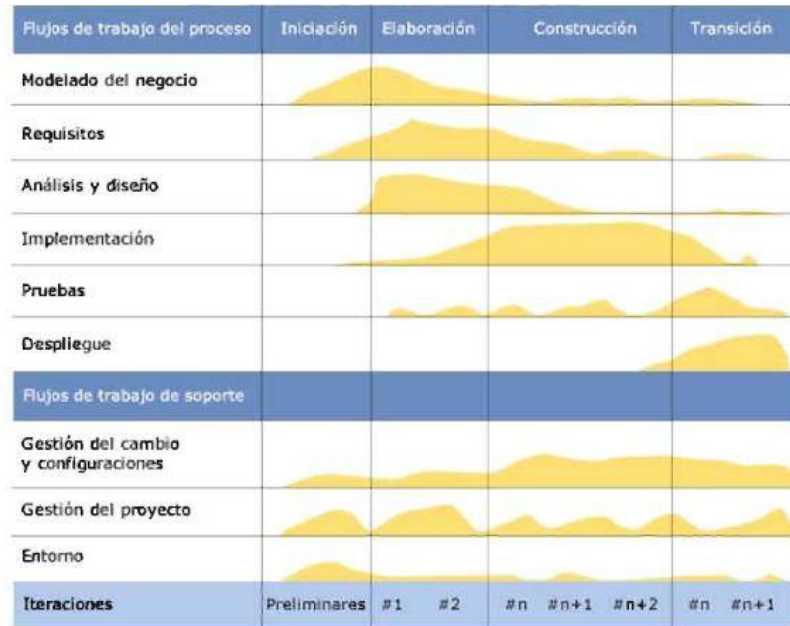 Flujos de trabajo del proceso Iniciación Elaboración Construcción Transición
Modelado del negocio
Requisitos
Análisis y diseño
Implementación
Pruebas
Despliegue
Flujos de trabajo de soporte
Gestión del cambio
y configuraciones
Gestión del proyecto
Entorno
Iteraciones Preliminares #1 #2 #n #n+1 #n+2 #n #n+1